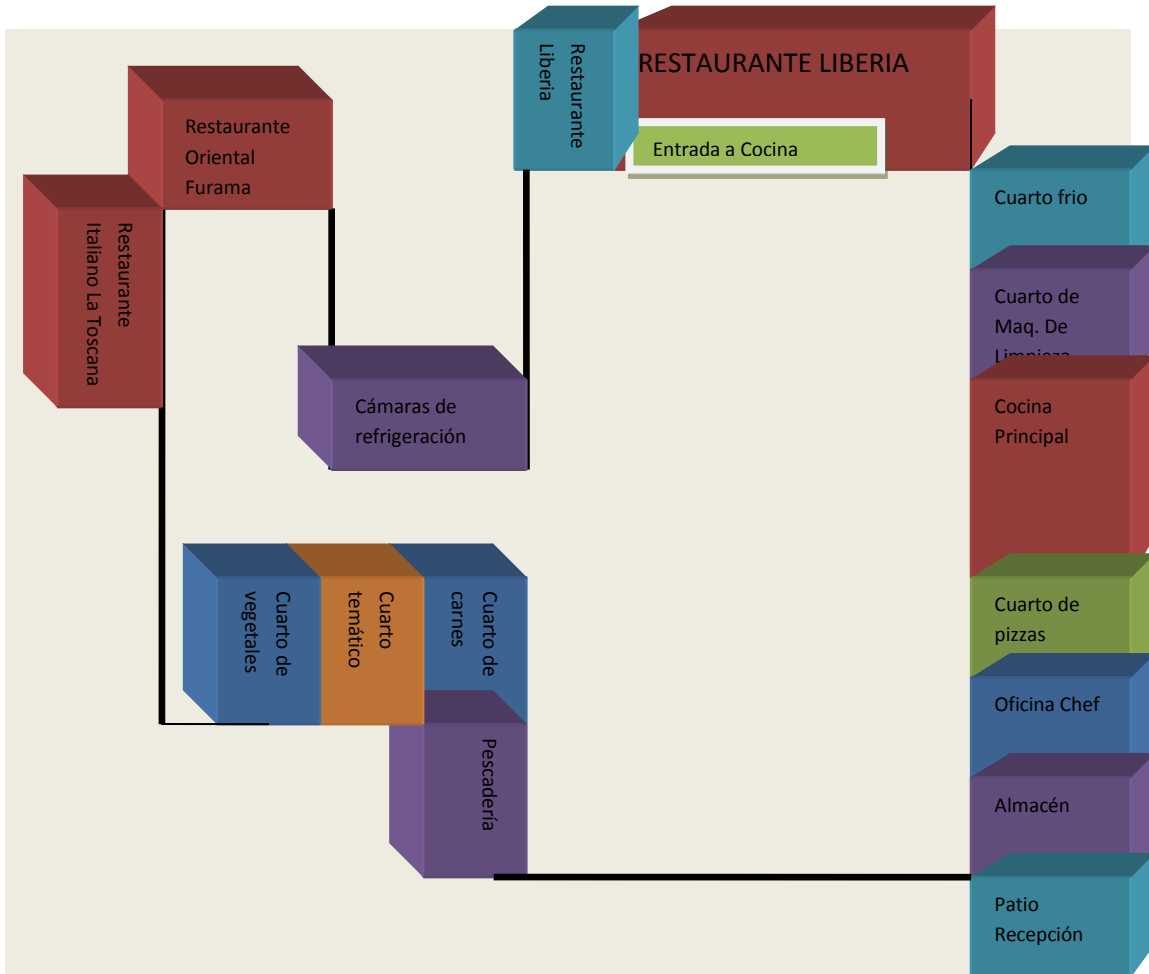 Restaurante
Liberia
RESTAURANTE LIBERIA
Entrada a Cocina
Restaurante
Oriental
Furama
Restaurante
Italiano La Toscana
Cámaras de
refrigeración
Cuarto de
vegetales
Cuarto
temático
Cuarto de
carnes
Pescadería
Cuarto frio
Cuarto de
Maq. De
Limpieza
Cocina
Principal
Cuarto de
pizzas
Oficina Chef
Almacén
Patio
Recepción